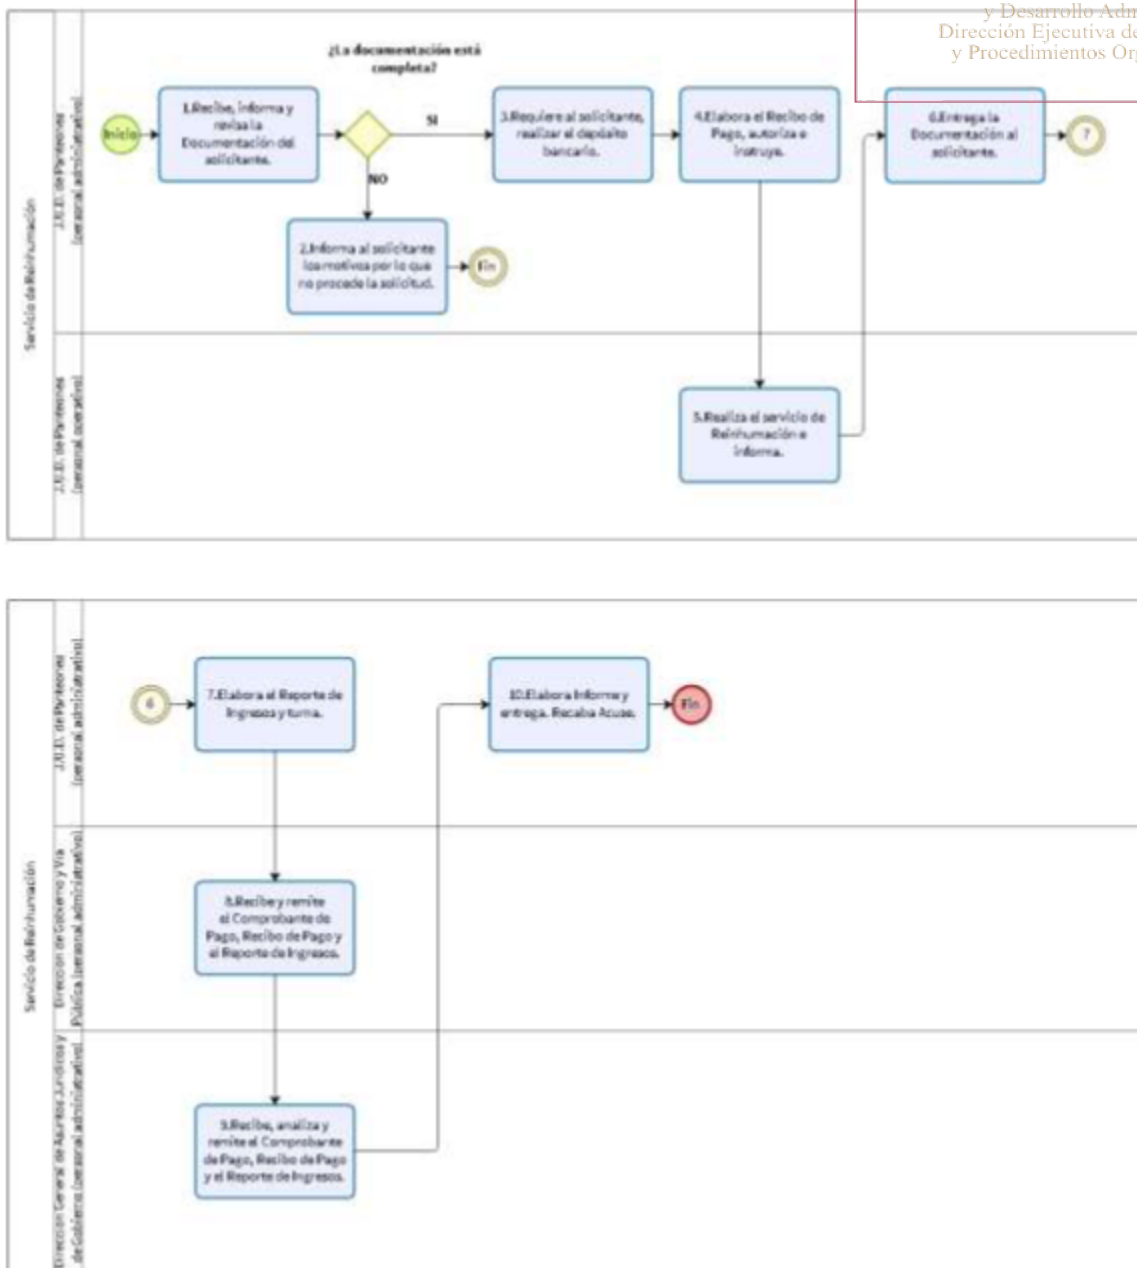 y Desarrollo Adm
Dirección Ejecutiva de
y Procedimientos Or
Servicio de Reinhumación
J.U.D. de Panteones
(personal administrativo)
Inicio
1.Recibe, informa y
revisa la
Documentación del
solicitante.
¿La documentación está
completa?
SI
NO
2.Informa al solicitante
los motivos por lo que
no procede la solicitud.
Fin
3.Requiere al solicitante,
realizar el depósito
bancario.
4.Elabora el Recibo de
Pago, autoriza e
instruye.
6.Entrega la
Documentación al
solicitante.
7
J.U.D. de Panteones
(personal operativo)
5.Realiza el servicio de
Reinhumación e
informa.
Servicio de Reinhumación
J.U.D. de Panteones
(personal administrativo)
6
7.Elabora el Reporte de
Ingresos y turna.
10.Elabora Informe y
entrega. Recaba Acuse.
Fin
Dirección de Gobierno y Vía
Pública (personal administrativo)
8.Recibe y remite
el Comprobante de
Pago, Recibo de Pago y
el Reporte de Ingresos.
Dirección General de Asuntos Jurídicos y
de Gobierno (personal administrativo)
9.Recibe, analiza y
remite el Comprobante
de Pago, Recibo de Pago
y el Reporte de Ingresos.